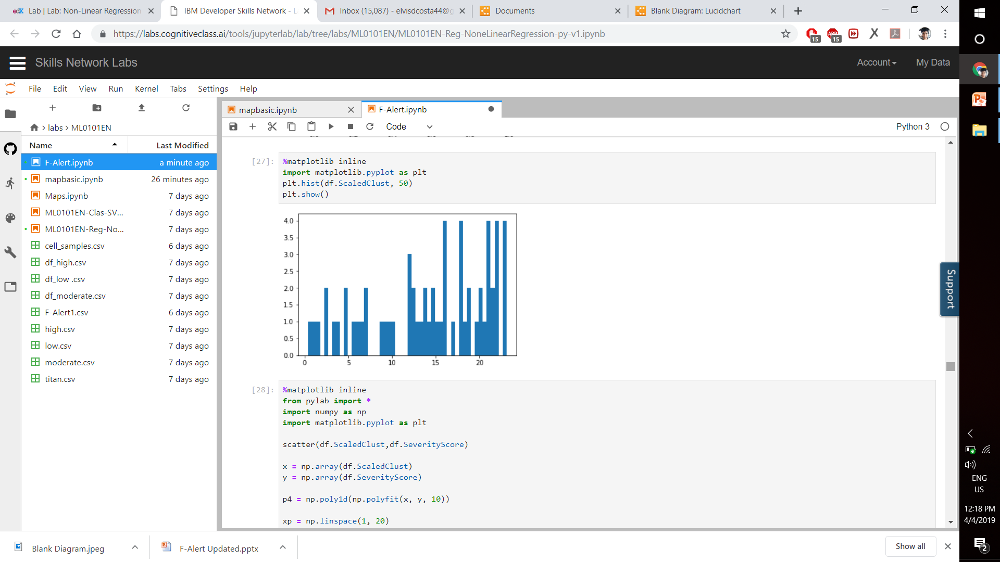 Lab | Lab: Non-Linear Regression
IBM Developer Skills Network - L
Inbox (15,087) - elvisdcosta44@g
Documents
Blank Diagram: Lucidchart
https://labs.cognitiveclass.ai/tools/jupyterlab/lab/tree/labs/ML0101EN/ML0101EN-Reg-NoneLinearRegression-py-v1.ipynb
15
ABP
15
Skills Network Labs
Account
My Data
File Edit View Run Kernel Tabs Settings Help
mapbasic.ipynb
F-Alert.ipynb
Code
Python 3
labs > ML0101EN
Name Last Modified
F-Alert.ipynb a minute ago
mapbasic.ipynb 26 minutes ago
Maps.ipynb 7 days ago
ML0101EN-Clas-SV... 7 days ago
ML0101EN-Reg-No... 7 days ago
cell_samples.csv 6 days ago
df_high.csv 7 days ago
df_low .csv 7 days ago
df_moderate.csv 7 days ago
F-Alert1.csv 6 days ago
high.csv 7 days ago
low.csv 7 days ago
moderate.csv 7 days ago
titan.csv 7 days ago
[27]:
%matplotlib inline
import matplotlib.pyplot as plt
plt.hist(df.ScaledClust, 50)
plt.show()
4.0
3.5
3.0
2.5
2.0
1.5
1.0
0.5
0.0
0 5 10 15 20
[28]:
%matplotlib inline
from pylab import *
import numpy as np
import matplotlib.pyplot as plt
scatter(df.ScaledClust,df.SeverityScore)
x = np.array(df.ScaledClust)
y = np.array(df.SeverityScore)
p4 = np.poly1d(np.polyfit(x, y, 10))
xp = np.linspace(1, 20)
Support
Blank Diagram.jpeg
F-Alert Updated.pptx
Show all
ENG
US
12:18 PM
4/4/2019
2